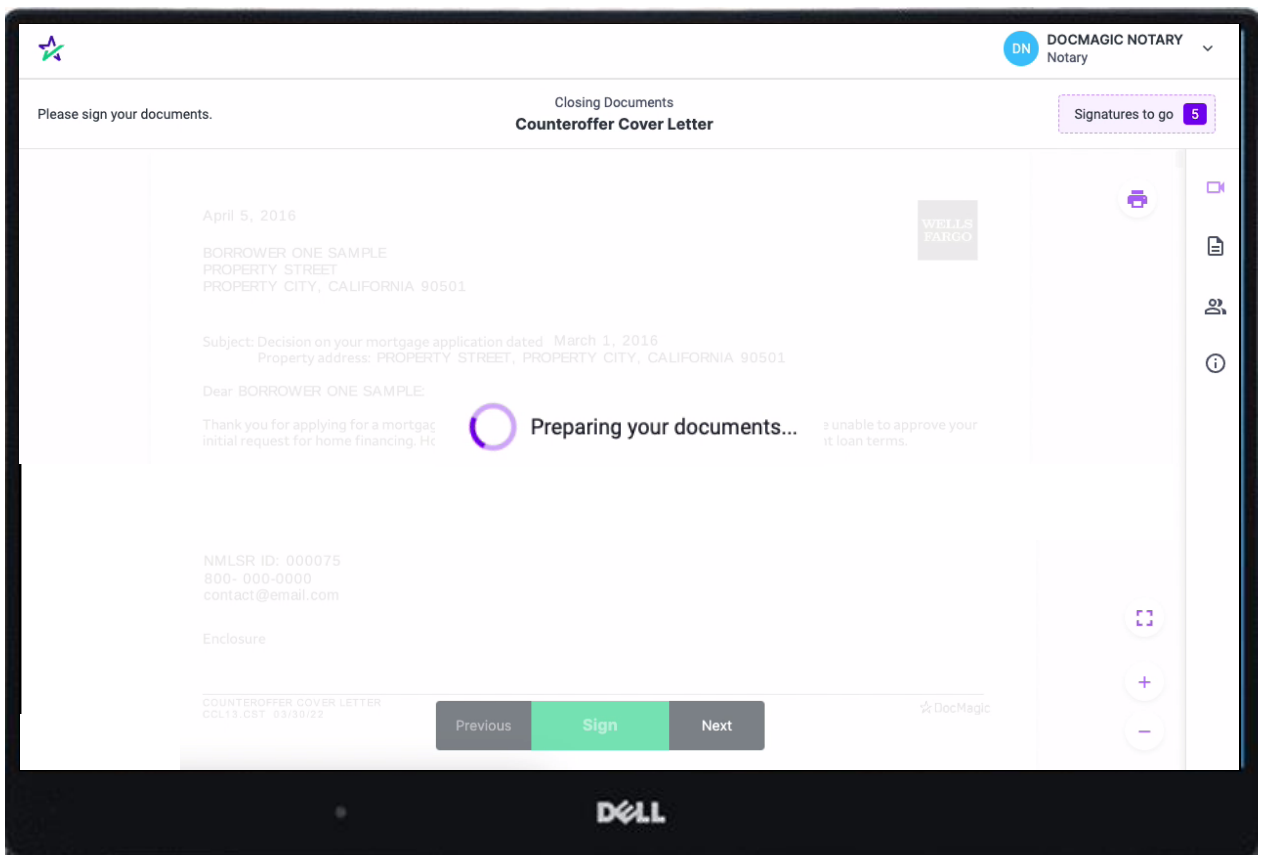 DN
DOCMAGIC NOTARY
Notary
Please sign your documents.
Closing Documents
Counteroffer Cover Letter
Signatures to go 5
April 5, 2016
WELLS
FARGO
BORROWER ONE SAMPLE
PROPERTY STREET
PROPERTY CITY, CALIFORNIA 90501
Subject: Decision on your mortgage application dated March 1, 2016
Property address: PROPERTY STREET, PROPERTY CITY, CALIFORNIA 90501
Dear BORROWER ONE SAMPLE:
Thank you for applying for a mortgag
Preparing your documents...
e unable to approve your
initial request for home financing. Ho
t loan terms.
NMLSR ID: 000075
800- 000-0000
contact@email.com
Enclosure
COUNTEROFFER COVER LETTER
CCL13.CST 03/30/22
DocMagic
Previous
Sign
Next
DELL